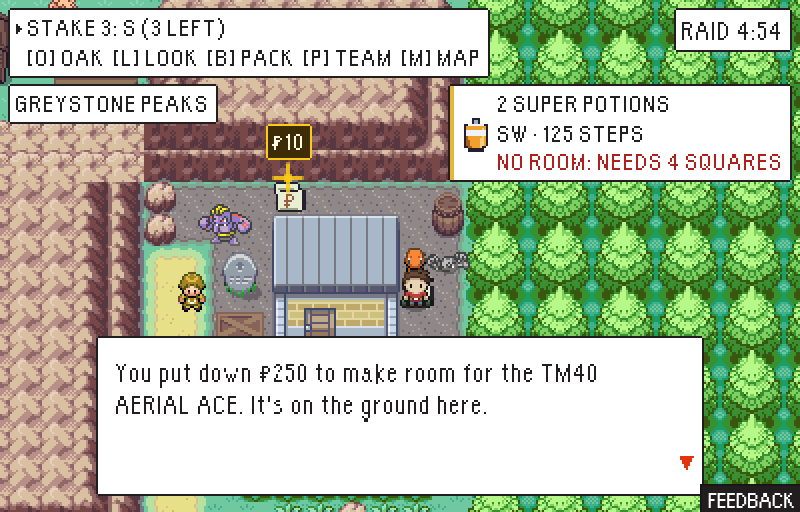 ▸STAKE 3: S (3 LEFT)
[O] OAK [L] LOOK [B] PACK [P] TEAM [M] MAP
RAID 4:54
GREYSTONE PEAKS
2 SUPER POTIONS
SW · 125 STEPS
NO ROOM: NEEDS 4 SQUARES
₽10
₽
You put down ₽250 to make room for the TM40
AERIAL ACE. It's on the ground here.
FEEDBACK